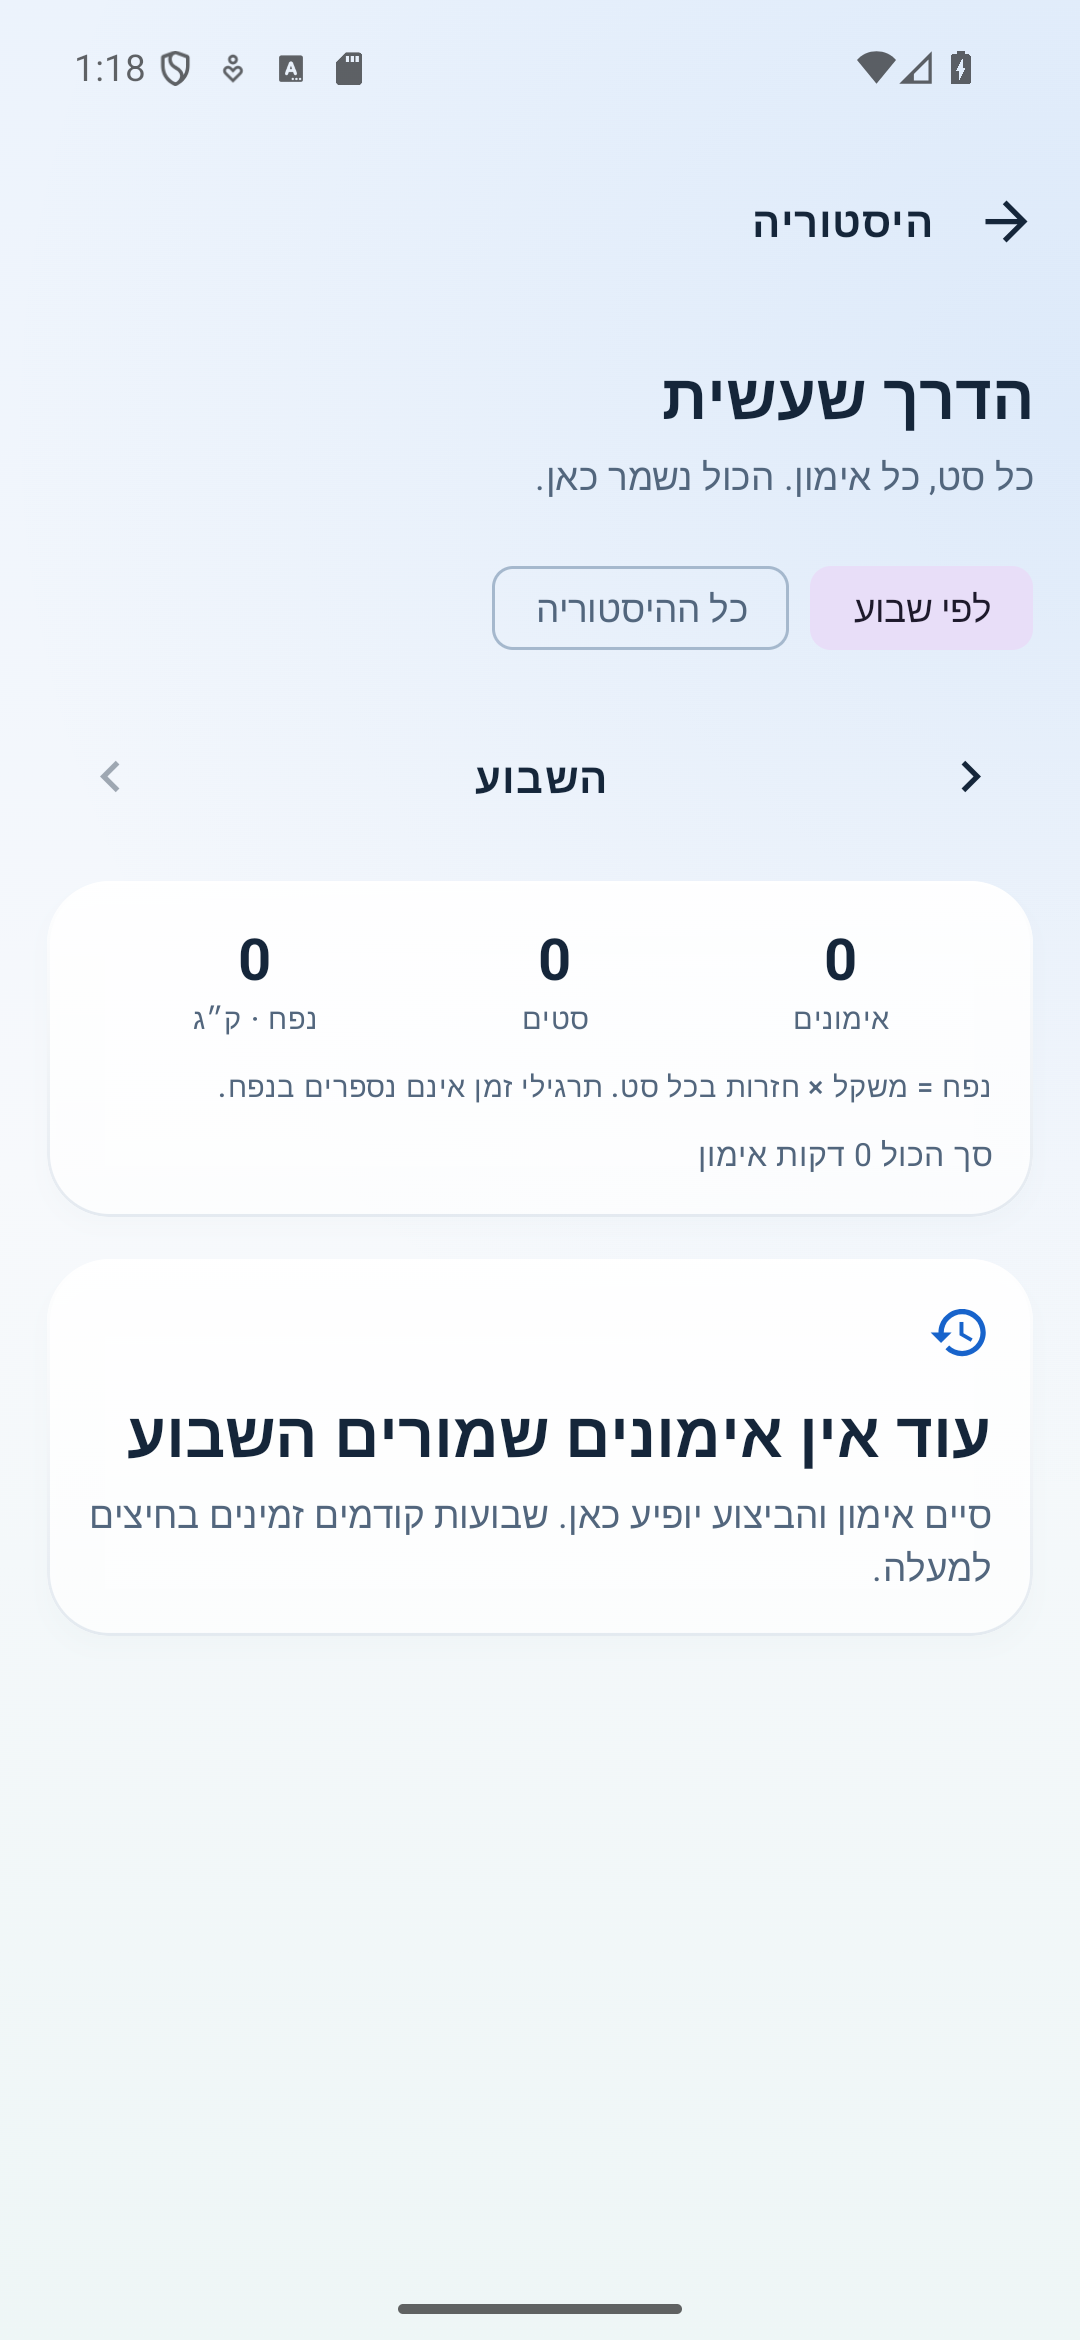 1:18
היסטוריה
הדרך שעשית
כל סט, כל אימון. הכול נשמר כאן.
לפי שבוע
כל ההיסטוריה
השבוע
0 0 0
אימונים סטים נפח · ק״ג
נפח = משקל × חזרות בכל סט. תרגילי זמן אינם נספרים בנפח.
סך הכול 0 דקות אימון
עוד אין אימונים שמורים השבוע
סיים אימון והביצוע יופיע כאן. שבועות קודמים זמינים בחיצים
למעלה.